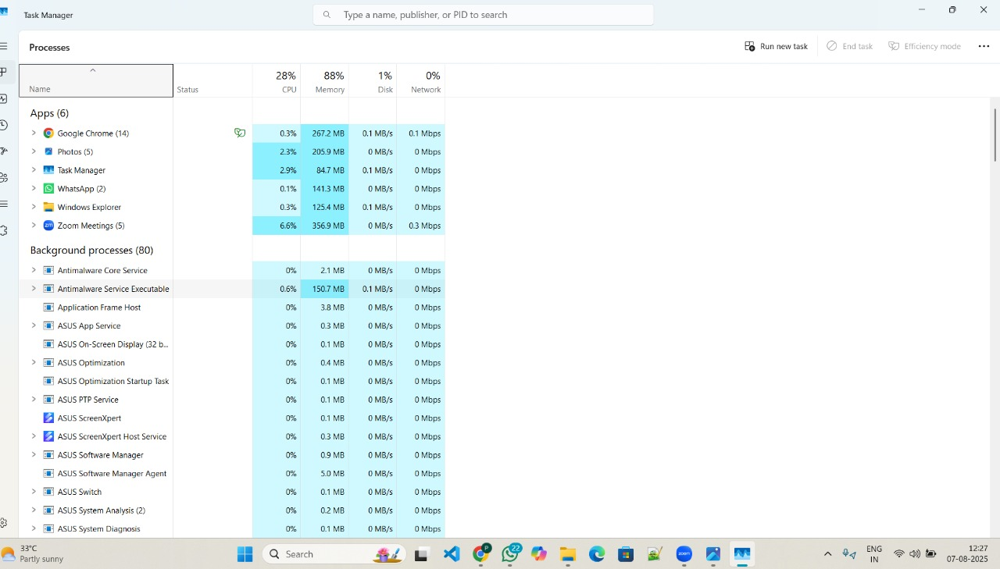 Task Manager
Type a name, publisher, or PID to search
Processes
Run new task
End task
Efficiency mode
28% 88% 1% 0%
Name Status CPU Memory Disk Network
Apps (6)
Google Chrome (14) 0.3% 267.2 MB 0.1 MB/s 0.1 Mbps
Photos (5) 2.3% 205.9 MB 0 MB/s 0 Mbps
Task Manager 2.9% 84.7 MB 0.1 MB/s 0 Mbps
WhatsApp (2) 0.1% 141.3 MB 0 MB/s 0 Mbps
Windows Explorer 0.3% 125.4 MB 0.1 MB/s 0 Mbps
zm Zoom Meetings (5) 6.6% 356.9 MB 0 MB/s 0.3 Mbps
Background processes (80)
Antimalware Core Service 0% 2.1 MB 0 MB/s 0 Mbps
Antimalware Service Executable 0.6% 150.7 MB 0.1 MB/s 0 Mbps
Application Frame Host 0% 3.8 MB 0 MB/s 0 Mbps
ASUS App Service 0% 0.3 MB 0 MB/s 0 Mbps
ASUS On-Screen Display (32 b... 0% 0.1 MB 0 MB/s 0 Mbps
ASUS Optimization 0% 0.4 MB 0 MB/s 0 Mbps
ASUS Optimization Startup Task 0% 0.1 MB 0 MB/s 0 Mbps
ASUS PTP Service 0% 0.1 MB 0 MB/s 0 Mbps
ASUS ScreenXpert 0% 0.1 MB 0 MB/s 0 Mbps
ASUS ScreenXpert Host Service 0% 0.3 MB 0 MB/s 0 Mbps
ASUS Software Manager 0% 0.9 MB 0 MB/s 0 Mbps
ASUS Software Manager Agent 0% 5.0 MB 0 MB/s 0 Mbps
ASUS Switch 0% 0.1 MB 0 MB/s 0 Mbps
ASUS System Analysis (2) 0% 0.2 MB 0 MB/s 0 Mbps
ASUS System Diagnosis 0% 0.1 MB 0 MB/s 0 Mbps
33°C
Partly sunny
Search
P
22
zoom
ENG
IN
12:27
07-08-2025